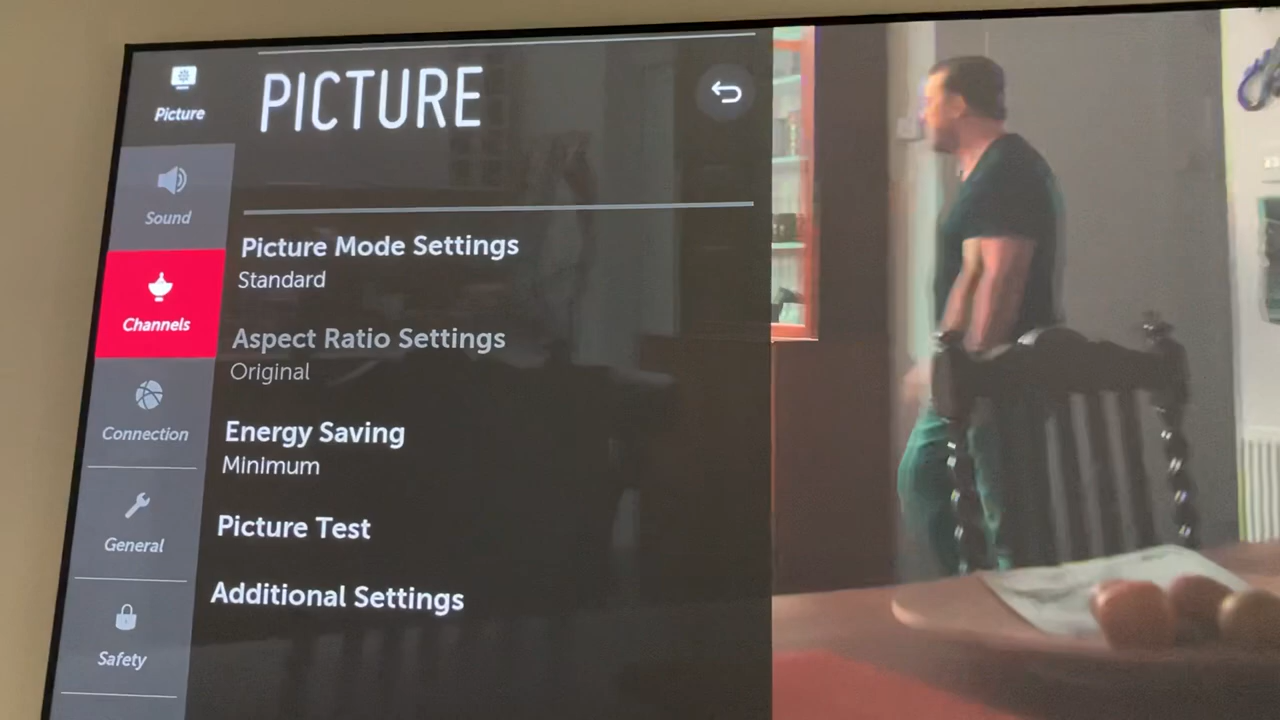 Picture
PICTURE
Sound
Picture Mode Settings
Standard
Channels
Aspect Ratio Settings
Original
Connection
Energy Saving
Minimum
General
Picture Test
Additional Settings
Safety